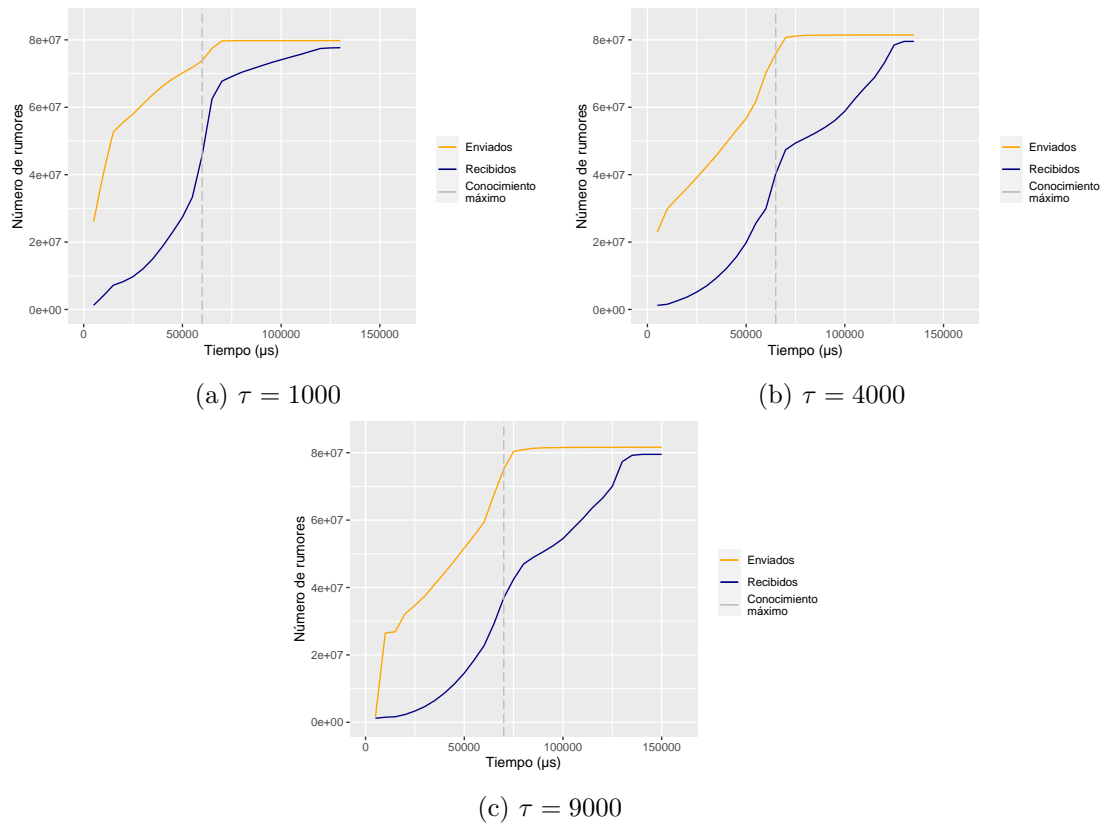 8e+07
6e+07
4e+07
2e+07
0e+00
Número de rumores
0 50000 100000 150000
Tiempo (µs)
Enviados
Recibidos
Conocimiento
máximo
(a) τ = 1000
8e+07
6e+07
4e+07
2e+07
0e+00
Número de rumores
0 50000 100000 150000
Tiempo (µs)
Enviados
Recibidos
Conocimiento
máximo
(b) τ = 4000
8e+07
6e+07
4e+07
2e+07
0e+00
Número de rumores
0 50000 100000 150000
Tiempo (µs)
Enviados
Recibidos
Conocimiento
máximo
(c) τ = 9000